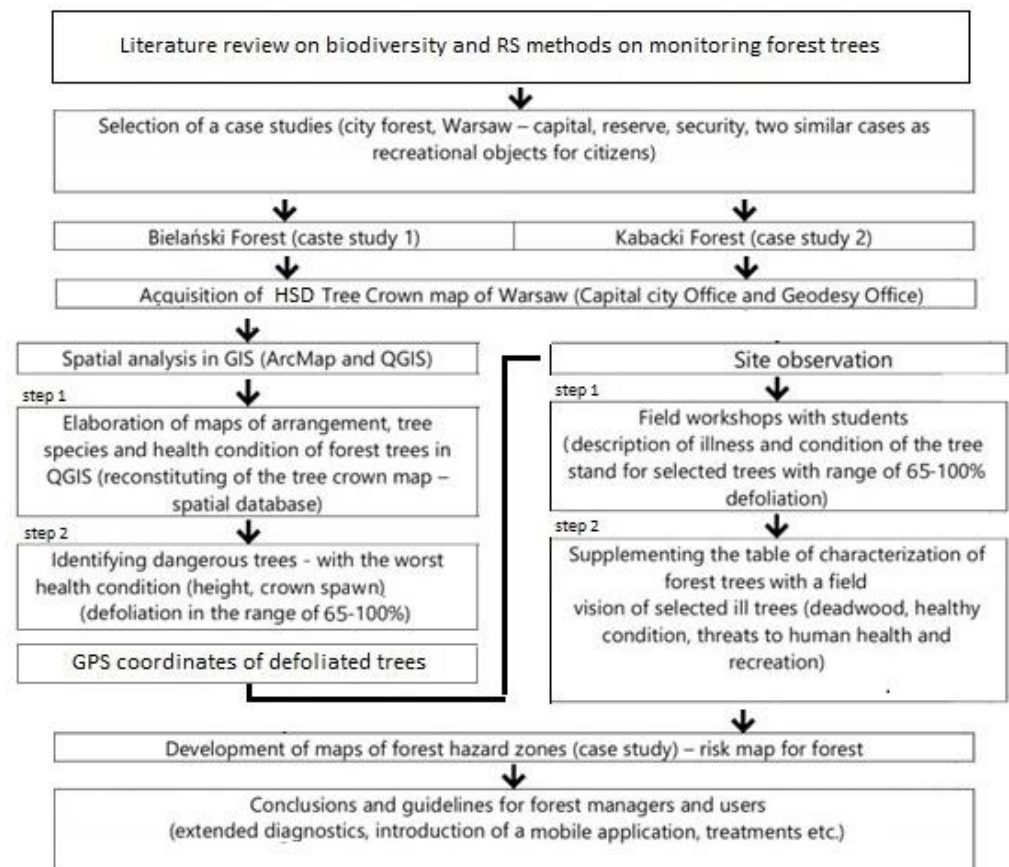 Literature review on biodiversity and RS methods on monitoring forest trees
Selection of a case studies (city forest, Warsaw – capital, reserve, security, two similar cases as
recreational objects for citizens)
Bielański Forest (caste study 1)
Kabacki Forest (case study 2)
Acquisition of HSD Tree Crown map of Warsaw (Capital city Office and Geodesy Office)
Spatial analysis in GIS (ArcMap and QGIS)
step 1
Elaboration of maps of arrangement, tree
species and health condition of forest trees in
QGIS (reconstituting of the tree crown map –
spatial database)
step 2
Identifying dangerous trees - with the worst
health condition (height, crown spawn)
(defoliation in the range of 65-100%)
GPS coordinates of defoliated trees
Site observation
step 1
Field workshops with students
(description of illness and condition of the tree
stand for selected trees with range of 65-100%
defoliation)
step 2
Supplementing the table of characterization of
forest trees with a field
vision of selected ill trees (deadwood, healthy
condition, threats to human health and
recreation)
Development of maps of forest hazard zones (case study) – risk map for forest
Conclusions and guidelines for forest managers and users
(extended diagnostics, introduction of a mobile application, treatments etc.)